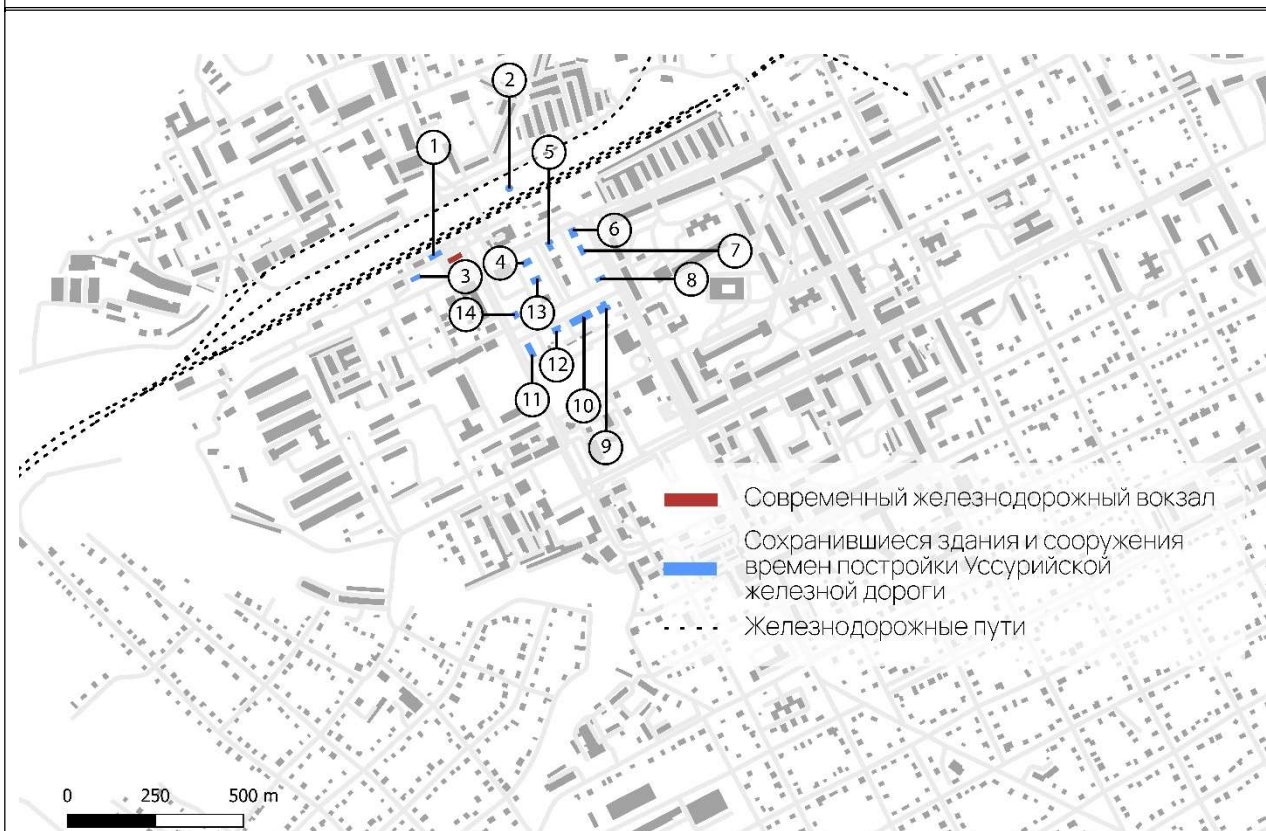 2
1
5
6
7
4
3
8
13
14
12
11
10
9
Современный железнодорожный вокзал
Сохранившиеся здания и сооружения
времен постройки Уссурийской
железной дороги
Железнодорожные пути
0 250 500 m